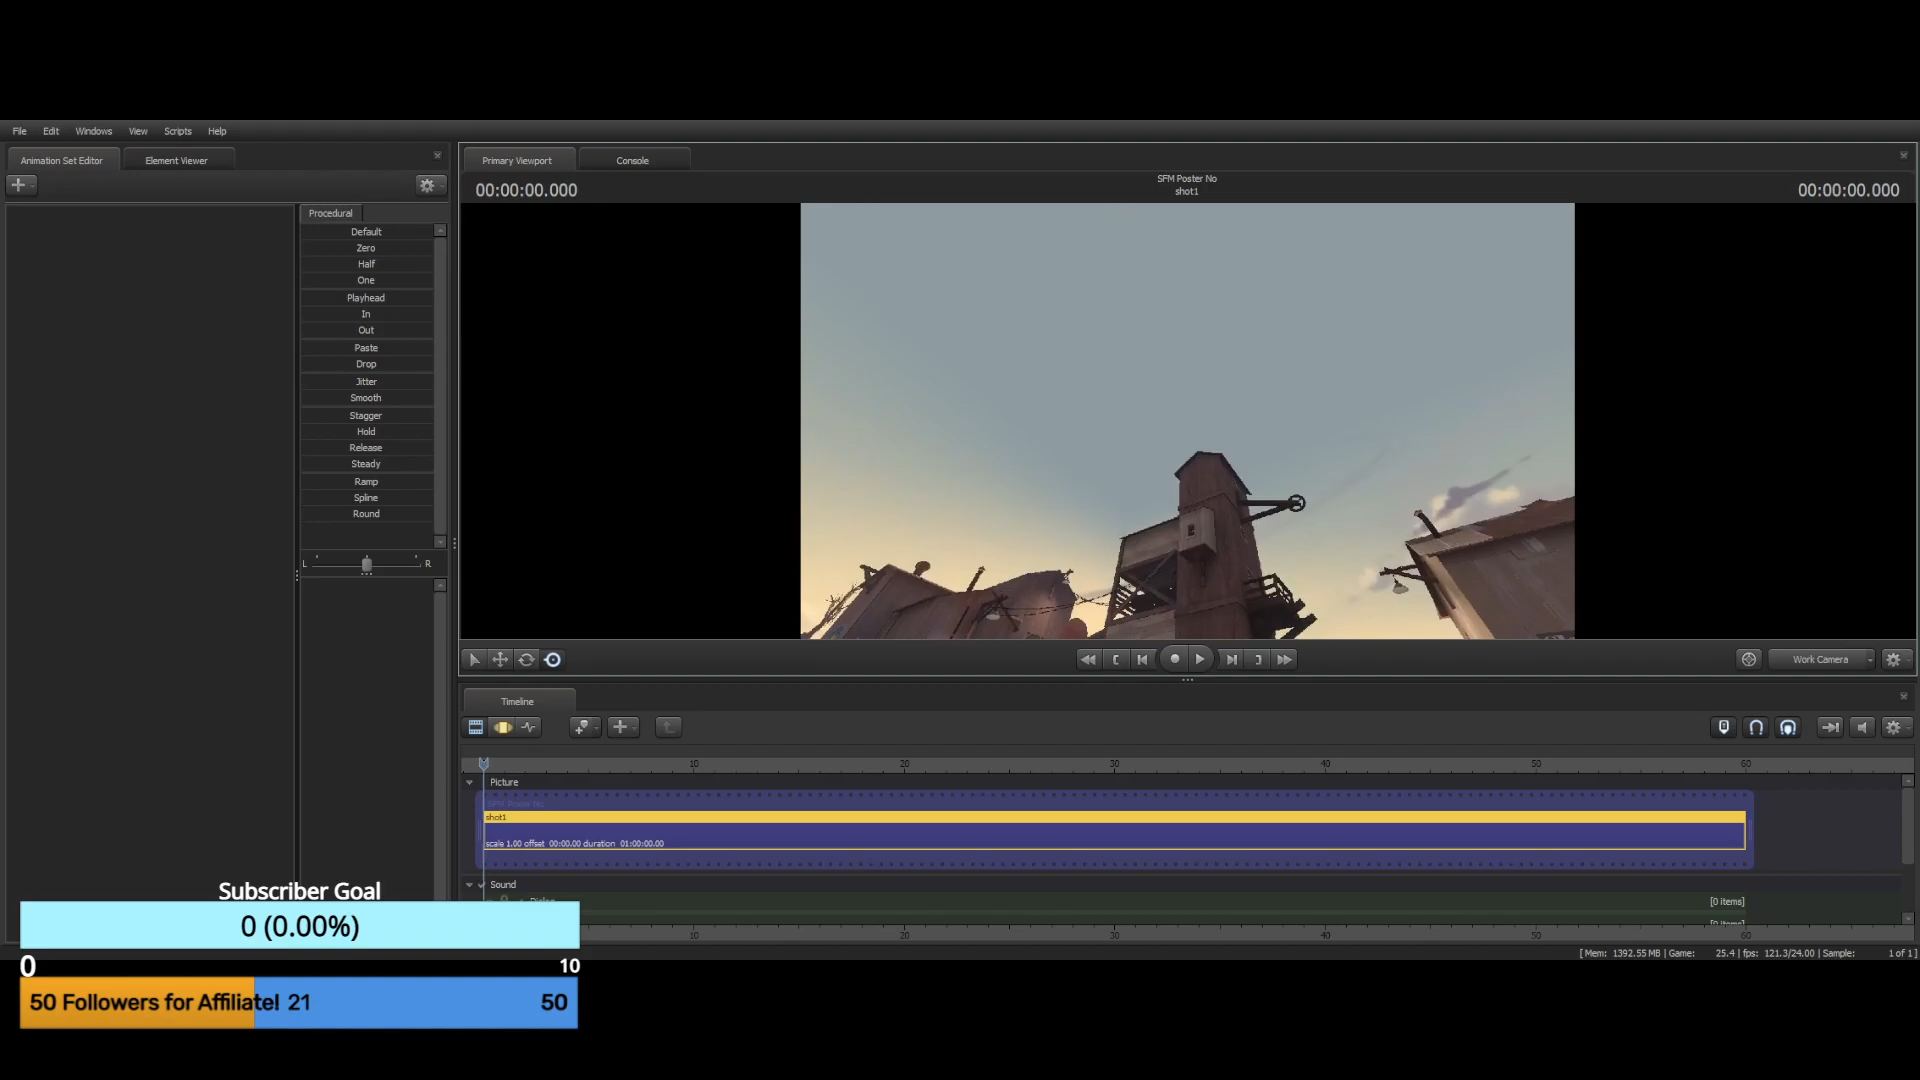 File Edit Windows View Scripts Help
Animation Set Editor Element Viewer
Primary Viewport Console
00:00:00.000
SFM Poster No
shot1
00:00:00.000
Procedural
Default
Zero
Half
One
Playhead
In
Out
Paste
Drop
Jitter
Smooth
Stagger
Hold
Release
Steady
Ramp
Spline
Round
L R
Work Camera
Timeline
10 20 30 40 50 60
Picture
SFM Poster No
shot1
scale 1.00 offset 00:00.00 duration 01:00:00.00
Sound
[0 items]
[0 items]
10 20 30 40 50 60
[ Mem: 1392.55 MB | Game: 25.4 | fps: 121.3/24.00 | Sample: 1 of 1 ]
Subscriber Goal
0 (0.00%)
0 10
50 Followers for Affiliate! 21 50